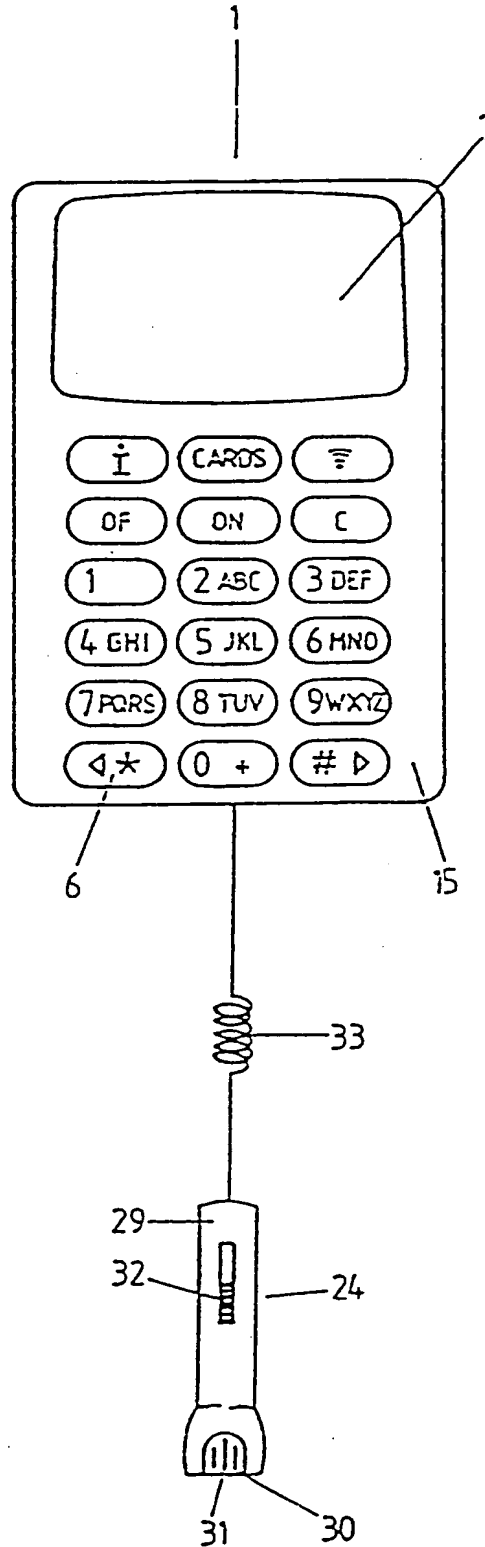 1
i CARDS
OF ON C
1 2 ABC 3 DEF
4 GHI 5 JKL 6 MNO
7 PQRS 8 TUV 9 WXYZ
* 0 + #
6 15
33
29
32 24
31 30